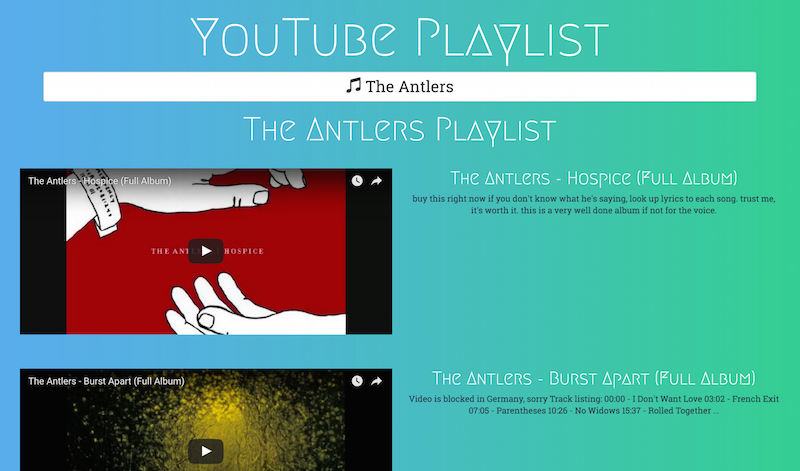 YouTube Playlist
The Antlers
The Antlers Playlist
The Antlers - Hospice (Full Album)
THE ANTLERS HOSPICE
The Antlers - Hospice (Full Album)
buy this right now if you don't know what he's saying, look up lyrics to each song. trust me,
it's worth it. this is a very well done album if not for the voice.
The Antlers - Burst Apart (Full Album)
The Antlers - Burst Apart (Full Album)
Video is blocked in Germany, sorry Track listing: 00:00 - I Don't Want Love 03:02 - French Exit
07:05 - Parentheses 10:26 - No Widows 15:37 - Rolled Together ...